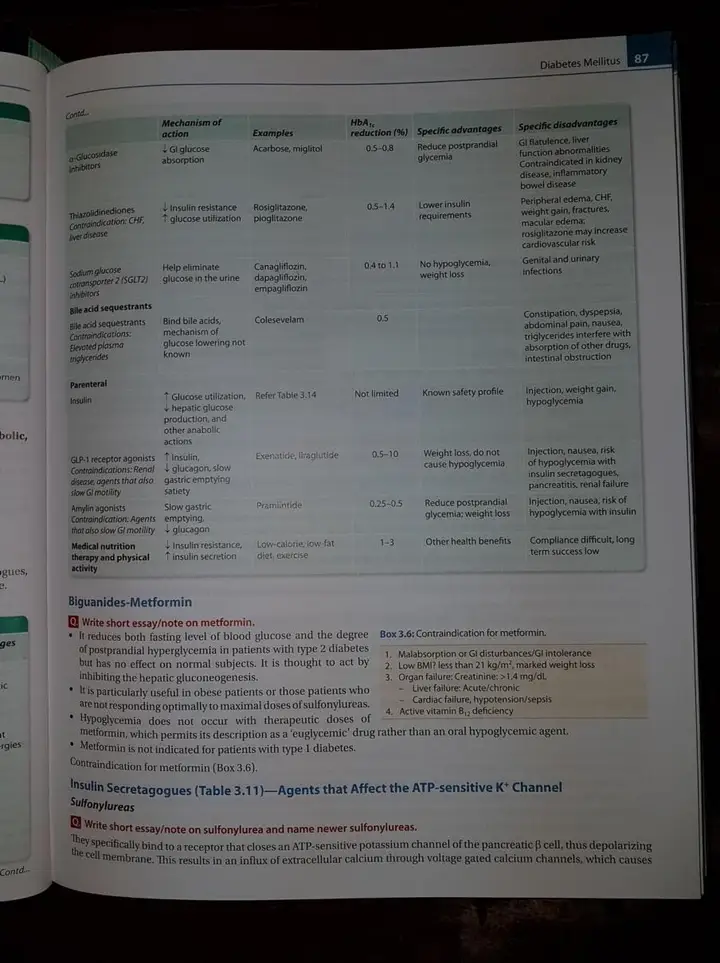 Diabetes Mellitus 87
Contd...
Mechanism of action Examples HbA1c reduction (%) Specific advantages Specific disadvantages
α-Glucosidase inhibitors ↓ GI glucose absorption Acarbose, miglitol 0.5–0.8 Reduce postprandial glycemia GI flatulence, liver function abnormalities Contraindicated in kidney disease, inflammatory bowel disease
Thiazolidinediones Contraindication: CHF, liver disease ↓ Insulin resistance ↑ glucose utilization Rosiglitazone, pioglitazone 0.5–1.4 Lower insulin requirements Peripheral edema, CHF, weight gain, fractures, macular edema, rosiglitazone may increase cardiovascular risk
Sodium glucose cotransporter 2 (SGLT2) inhibitors Help eliminate glucose in the urine Canagliflozin, dapagliflozin, empagliflozin 0.4 to 1.1 No hypoglycemia, weight loss Genital and urinary infections
Bile acid sequestrants
Bile acid sequestrants Contraindications: Elevated plasma triglycerides Bind bile acids, mechanism of glucose lowering not known Colesevelam 0.5 Constipation, dyspepsia, abdominal pain, nausea, triglycerides interfere with absorption of other drugs, intestinal obstruction
Parenteral
Insulin ↑ Glucose utilization, ↓ hepatic glucose production, and other anabolic actions Refer Table 3.14 Not limited Known safety profile Injection, weight gain, hypoglycemia
GLP-1 receptor agonists Contraindications: Renal disease, agents that also slow GI motility ↑ Insulin, ↓ glucagon, slow gastric emptying satiety Exenatide, liraglutide 0.5–10 Weight loss, do not cause hypoglycemia Injection, nausea, risk of hypoglycemia with insulin secretagogues, pancreatitis, renal failure
Amylin agonists Contraindication: Agents that also slow GI motility Slow gastric emptying, ↓ glucagon Pramlintide 0.25–0.5 Reduce postprandial glycemia; weight loss Injection, nausea, risk of hypoglycemia with insulin
Medical nutrition therapy and physical activity ↓ Insulin resistance, ↑ insulin secretion Low-calorie, low-fat diet, exercise 1–3 Other health benefits Compliance difficult, long term success low
Biguanides-Metformin
Q. Write short essay/note on metformin.
• It reduces both fasting level of blood glucose and the degree
of postprandial hyperglycemia in patients with type 2 diabetes
but has no effect on normal subjects. It is thought to act by
inhibiting the hepatic gluconeogenesis.
• It is particularly useful in obese patients or those patients who
are not responding optimally to maximal doses of sulfonylureas.
• Hypoglycemia does not occur with therapeutic doses of
metformin, which permits its description as a 'euglycemic' drug rather than an oral hypoglycemic agent.
• Metformin is not indicated for patients with type 1 diabetes.
Contraindication for metformin (Box 3.6).
Box 3.6: Contraindication for metformin.
1. Malabsorption or GI disturbances/GI intolerance
2. Low BMI? less than 21 kg/m², marked weight loss
3. Organ failure: Creatinine: >1.4 mg/dL
– Liver failure: Acute/chronic
– Cardiac failure, hypotension/sepsis
4. Active vitamin B12 deficiency
Insulin Secretagogues (Table 3.11)—Agents that Affect the ATP-sensitive K⁺ Channel
Sulfonylureas
Q. Write short essay/note on sulfonylurea and name newer sulfonylureas.
They specifically bind to a receptor that closes an ATP-sensitive potassium channel of the pancreatic β cell, thus depolarizing
the cell membrane. This results in an influx of extracellular calcium through voltage gated calcium channels, which causes
Contd...